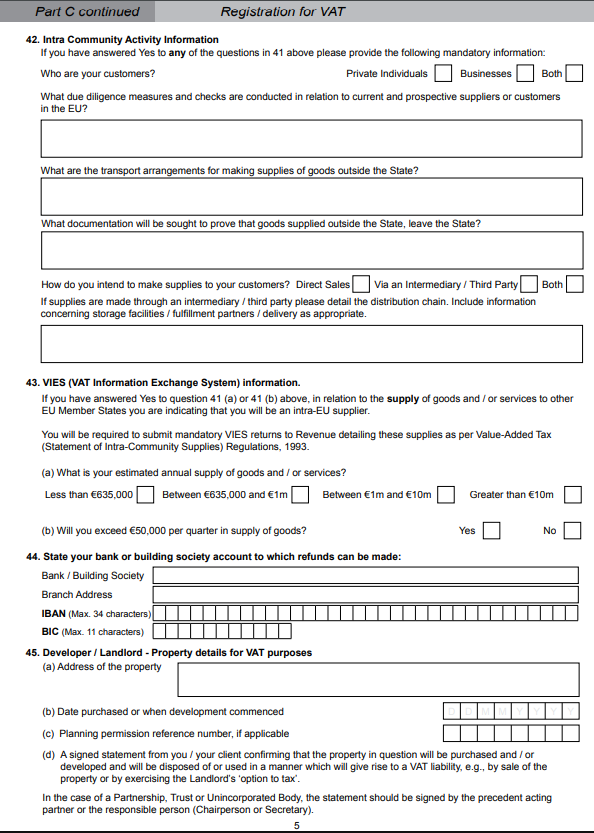 Part C continued Registration for VAT
42. Intra Community Activity Information
If you have answered Yes to any of the questions in 41 above please provide the following mandatory information:
Who are your customers? Private Individuals Businesses Both
What due diligence measures and checks are conducted in relation to current and prospective suppliers or customers
in the EU?
What are the transport arrangements for making supplies of goods outside the State?
What documentation will be sought to prove that goods supplied outside the State, leave the State?
How do you intend to make supplies to your customers? Direct Sales Via an Intermediary / Third Party Both
If supplies are made through an intermediary / third party please detail the distribution chain. Include information
concerning storage facilities / fulfillment partners / delivery as appropriate.
43. VIES (VAT Information Exchange System) information.
If you have answered Yes to question 41 (a) or 41 (b) above, in relation to the supply of goods and / or services to other
EU Member States you are indicating that you will be an intra-EU supplier.
You will be required to submit mandatory VIES returns to Revenue detailing these supplies as per Value-Added Tax
(Statement of Intra-Community Supplies) Regulations, 1993.
(a) What is your estimated annual supply of goods and / or services?
Less than €635,000 Between €635,000 and €1m Between €1m and €10m Greater than €10m
(b) Will you exceed €50,000 per quarter in supply of goods? Yes No
44. State your bank or building society account to which refunds can be made:
Bank / Building Society
Branch Address
IBAN (Max. 34 characters)
BIC (Max. 11 characters)
45. Developer / Landlord - Property details for VAT purposes
(a) Address of the property
(b) Date purchased or when development commenced D D M M Y Y Y Y
(c) Planning permission reference number, if applicable
(d) A signed statement from you / your client confirming that the property in question will be purchased and / or
developed and will be disposed of or used in a manner which will give rise to a VAT liability, e.g., by sale of the
property or by exercising the Landlord's 'option to tax'.
In the case of a Partnership, Trust or Unincorporated Body, the statement should be signed by the precedent acting
partner or the responsible person (Chairperson or Secretary).
5